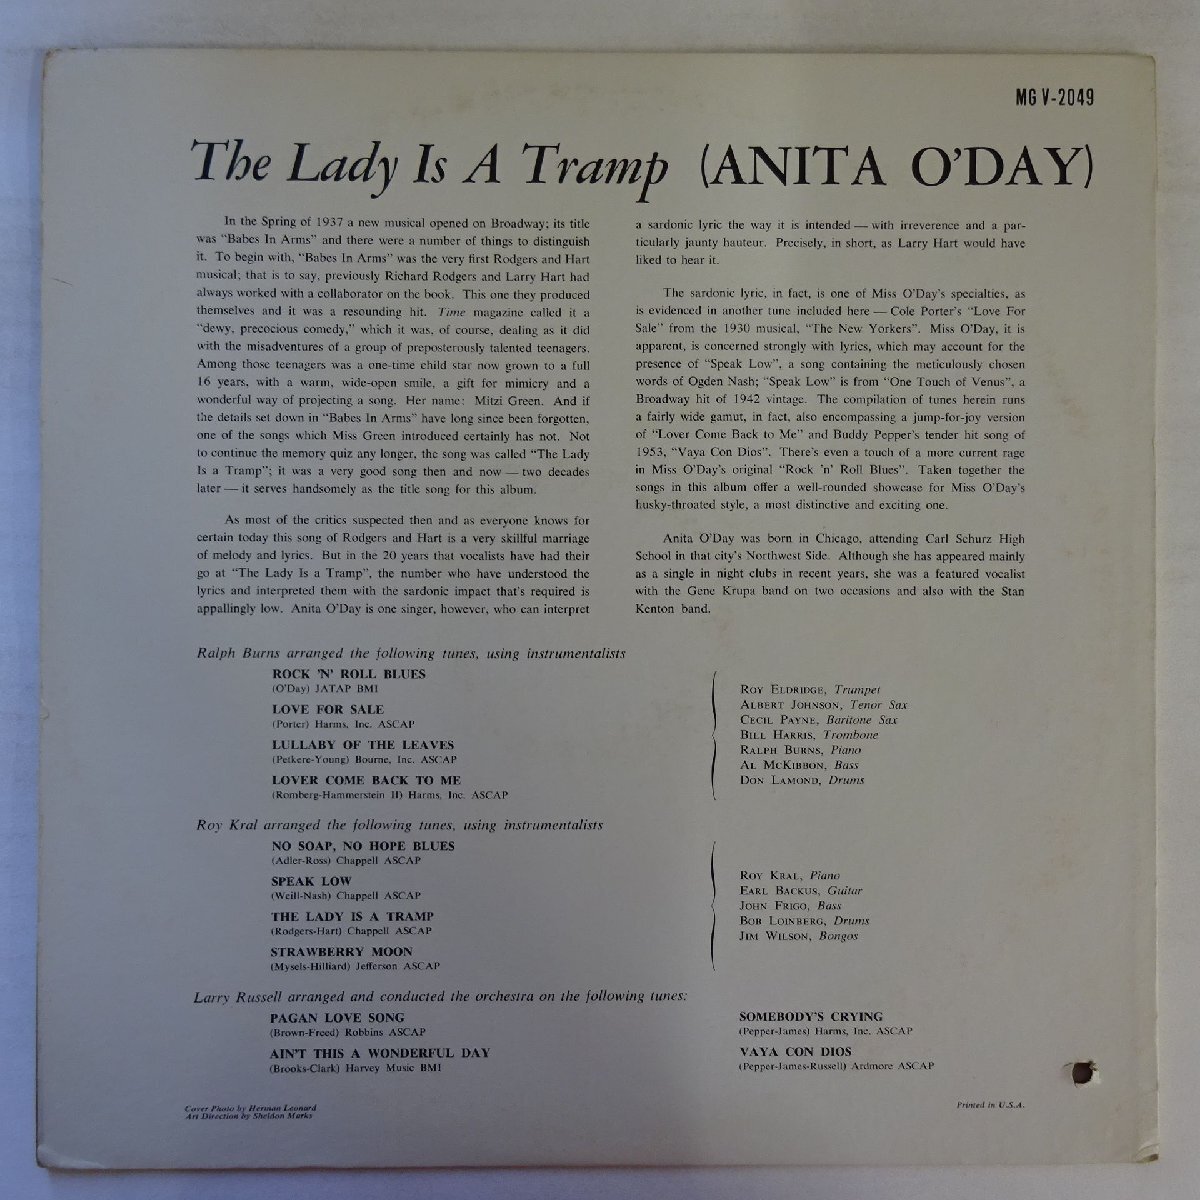 MG V-2049
The Lady Is A Tramp (ANITA O'DAY)
In the Spring of 1937 a new musical opened on Broadway; its title
was "Babes In Arms" and there were a number of things to distinguish
it. To begin with, "Babes In Arms" was the very first Rodgers and Hart
musical; that is to say, previously Richard Rodgers and Larry Hart had
always worked with a collaborator on the book. This one they produced
themselves and it was a resounding hit. Time magazine called it a
"dewy, precocious comedy," which it was, of course, dealing as it did
with the misadventures of a group of preposterously talented teenagers.
Among those teenagers was a one-time child star now grown to a full
16 years, with a warm, wide-open smile, a gift for mimicry and a
wonderful way of projecting a song. Her name: Mitzi Green. And if
the details set down in "Babes In Arms" have long since been forgotten,
one of the songs which Miss Green introduced certainly has not. Not
to continue the memory quiz any longer, the song was called "The Lady
Is a Tramp"; it was a very good song then and now — two decades
later — it serves handsomely as the title song for this album.
As most of the critics suspected then and as everyone knows for
certain today this song of Rodgers and Hart is a very skillful marriage
of melody and lyrics. But in the 20 years that vocalists have had their
go at "The Lady Is a Tramp", the number who have understood the
lyrics and interpreted them with the sardonic impact that's required is
appallingly low. Anita O'Day is one singer, however, who can interpret
a sardonic lyric the way it is intended — with irreverence and a par-
ticularly jaunty hauteur. Precisely, in short, as Larry Hart would have
liked to hear it.
The sardonic lyric, in fact, is one of Miss O'Day's specialties, as
is evidenced in another tune included here — Cole Porter's "Love For
Sale" from the 1930 musical, "The New Yorkers". Miss O'Day, it is
apparent, is concerned strongly with lyrics, which may account for the
presence of "Speak Low", a song containing the meticulously chosen
words of Ogden Nash; "Speak Low" is from "One Touch of Venus", a
Broadway hit of 1942 vintage. The compilation of tunes herein runs
a fairly wide gamut, in fact, also encompassing a jump-for-joy version
of "Lover Come Back to Me" and Buddy Pepper's tender hit song of
1953, "Vaya Con Dios". There's even a touch of a more current rage
in Miss O'Day's original "Rock 'n' Roll Blues". Taken together the
songs in this album offer a well-rounded showcase for Miss O'Day's
husky-throated style, a most distinctive and exciting one.
Anita O'Day was born in Chicago, attending Carl Schurz High
School in that city's Northwest Side. Although she has appeared mainly
as a single in night clubs in recent years, she was a featured vocalist
with the Gene Krupa band on two occasions and also with the Stan
Kenton band.
Ralph Burns arranged the following tunes, using instrumentalists
ROCK 'N' ROLL BLUES
(O'Day) JATAP BMI
LOVE FOR SALE
(Porter) Harms, Inc. ASCAP
LULLABY OF THE LEAVES
(Petkere-Young) Bourne, Inc. ASCAP
LOVER COME BACK TO ME
(Romberg-Hammerstein II) Harms, Inc. ASCAP
ROY ELDRIDGE, Trumpet
ALBERT JOHNSON, Tenor Sax
CECIL PAYNE, Baritone Sax
BILL HARRIS, Trombone
RALPH BURNS, Piano
AL MCKIBBON, Bass
DON LAMOND, Drums
Roy Kral arranged the following tunes, using instrumentalists
NO SOAP, NO HOPE BLUES
(Adler-Ross) Chappell ASCAP
SPEAK LOW
(Weill-Nash) Chappell ASCAP
THE LADY IS A TRAMP
(Rodgers-Hart) Chappell ASCAP
STRAWBERRY MOON
(Mysels-Hilliard) Jefferson ASCAP
ROY KRAL, Piano
EARL BACKUS, Guitar
JOHN FRIGO, Bass
BOB LOINBERG, Drums
JIM WILSON, Bongos
Larry Russell arranged and conducted the orchestra on the following tunes:
PAGAN LOVE SONG
(Brown-Freed) Robbins ASCAP
AIN'T THIS A WONDERFUL DAY
(Brooks-Clark) Harvey Music BMI
SOMEBODY'S CRYING
(Pepper-James) Harms, Inc. ASCAP
VAYA CON DIOS
(Pepper-James-Russell) Ardmore ASCAP
Cover Photo by Herman Leonard
Art Direction by Sheldon Marks
Printed in U.S.A.